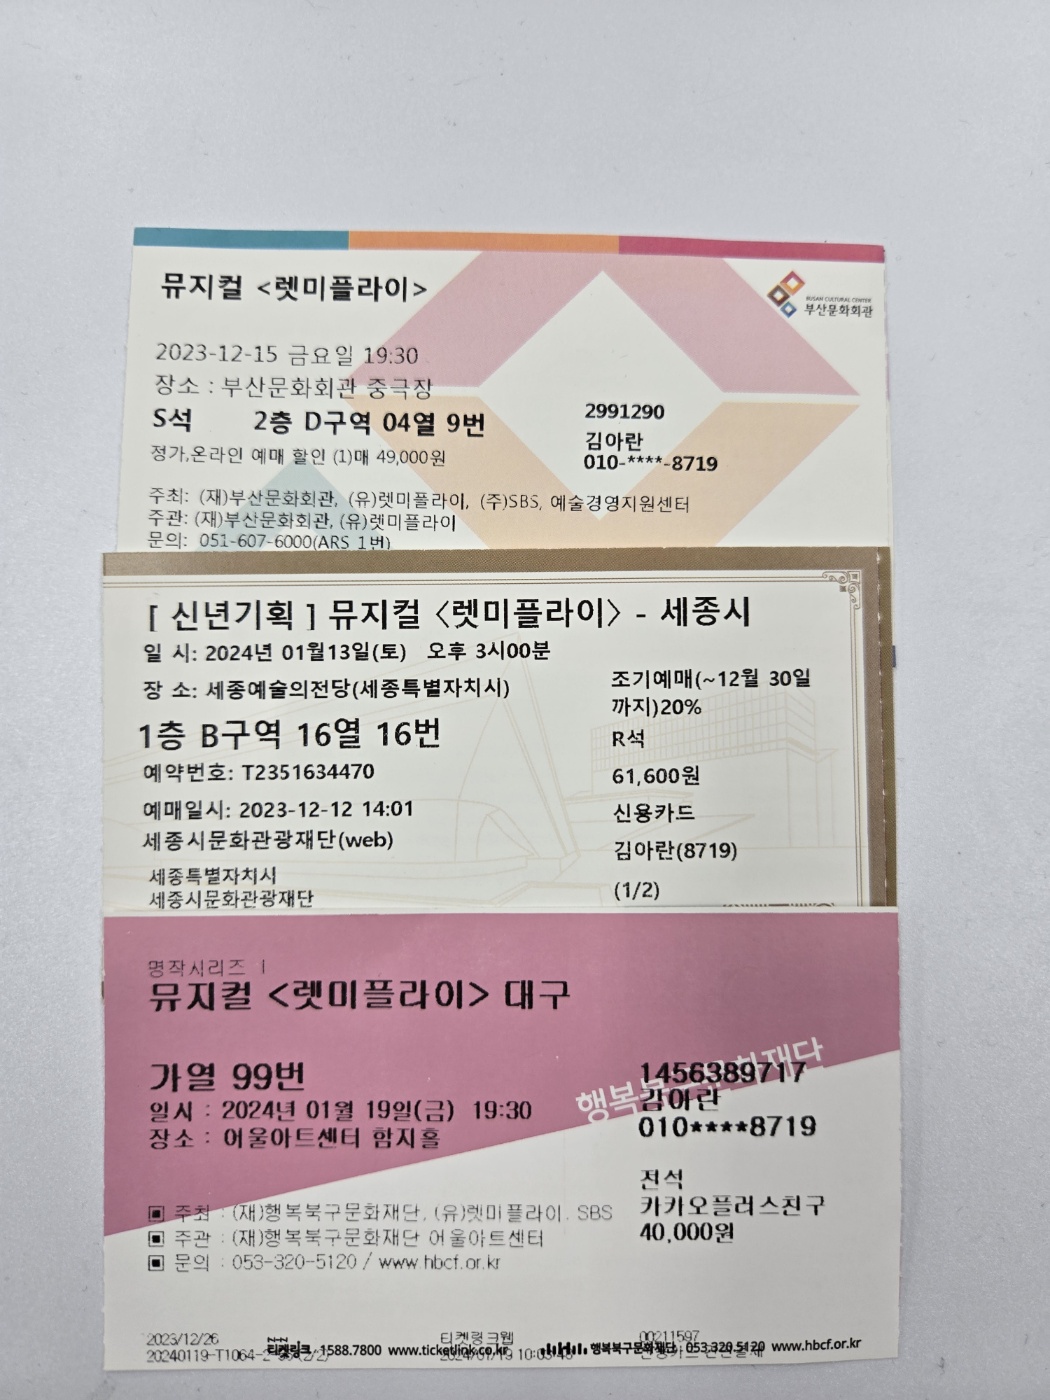 뮤지컬 <렛미플라이>
BUSAN CULTURAL CENTER
부산문화회관
2023-12-15 금요일 19:30
장소 : 부산문화회관 중극장
S석 2층 D구역 04열 9번
정가,온라인 예매 할인 (1)매 49,000원
2991290
김아란
010-****-8719
주최: (재)부산문화회관, (유)렛미플라이, (주)SBS, 예술경영지원센터
주관: (재)부산문화회관, (유)렛미플라이
문의: 051-607-6000(ARS 1번)
[ 신년기획 ] 뮤지컬 〈렛미플라이〉 - 세종시
일 시: 2024년 01월13일(토) 오후 3시00분
장 소: 세종예술의전당(세종특별자치시)
1층 B구역 16열 16번
예약번호: T2351634470
예매일시: 2023-12-12 14:01
세종시문화관광재단(web)
세종특별자치시
세종시문화관광재단
조기예매(~12월 30일
까지)20%
R석
61,600원
신용카드
김아란(8719)
(1/2)
명작시리즈 I
뮤지컬 <렛미플라이> 대구
가열 99번
일시 : 2024년 01월 19일(금) 19:30
장소 : 어울아트센터 함지홀
1456389717
김아란
010****8719
전석
카카오플러스친구
40,000원
▣ 주최 : (재)행복북구문화재단, (유)렛미플라이, SBS
▣ 주관 : (재)행복북구문화재단 어울아트센터
▣ 문의 : 053-320-5120 / www.hbcf.or.kr
2023/12/26
티켓링크웹
00211597
티켓링크 1588.7800 www.ticketlink.co.kr
행복북구문화재단 053.320.5120 www.hbcf.or.kr